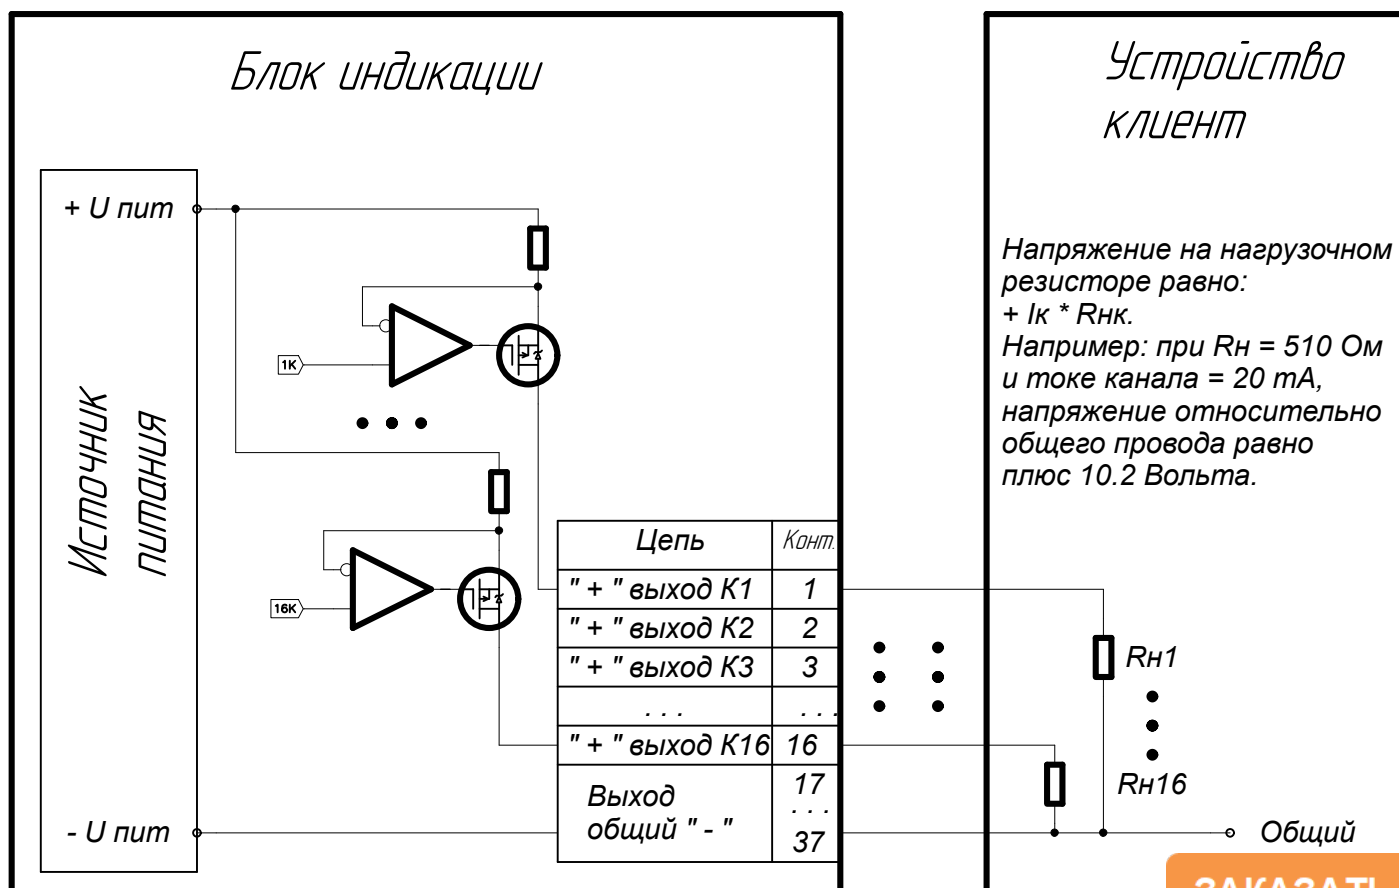 Блок индикации
Устройство
клиент
+ U пит
Источник
питания
- U пит
1K
16K
Цепь Конт.
" + " выход К1 1
" + " выход К2 2
" + " выход К3 3
. . . . . .
" + " выход К16 16
Выход
общий " - "
17
. . .
37
Напряжение на нагрузочном
резисторе равно:
+ Iк * Rнк.
Например: при Rн = 510 Ом
и токе канала = 20 mA,
напряжение относительно
общего провода равно
плюс 10.2 Вольта.
Rн1
Rн16
Общий
ЗАКАЗАТЬ